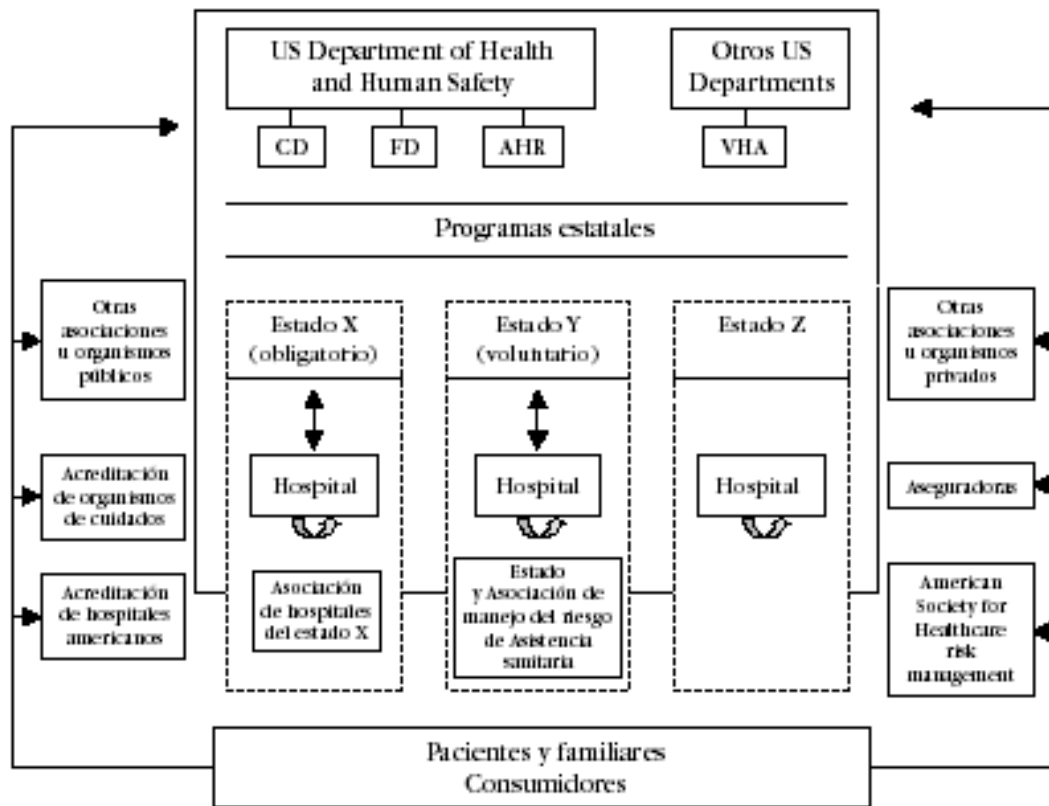 US Department of Health
and Human Safety
Otros US
Departments
CD
FD
AHR
VHA
Programas estatales
Otras
asociaciones
u organismos
públicos
Acreditación
de organismos
de cuidados
Acreditación
de hospitales
americanos
Estado X
(obligatorio)
Hospital
Asociación
de hospitales
del estado X
Estado Y
(voluntario)
Hospital
Estado
y Asociación de
manejo del riesgo
de Asistencia
sanitaria
Estado Z
Hospital
Otras
asociaciones
u organismos
privados
Aseguradoras
American
Society for
Healthcare
risk
management
Pacientes y familiares
Consumidores